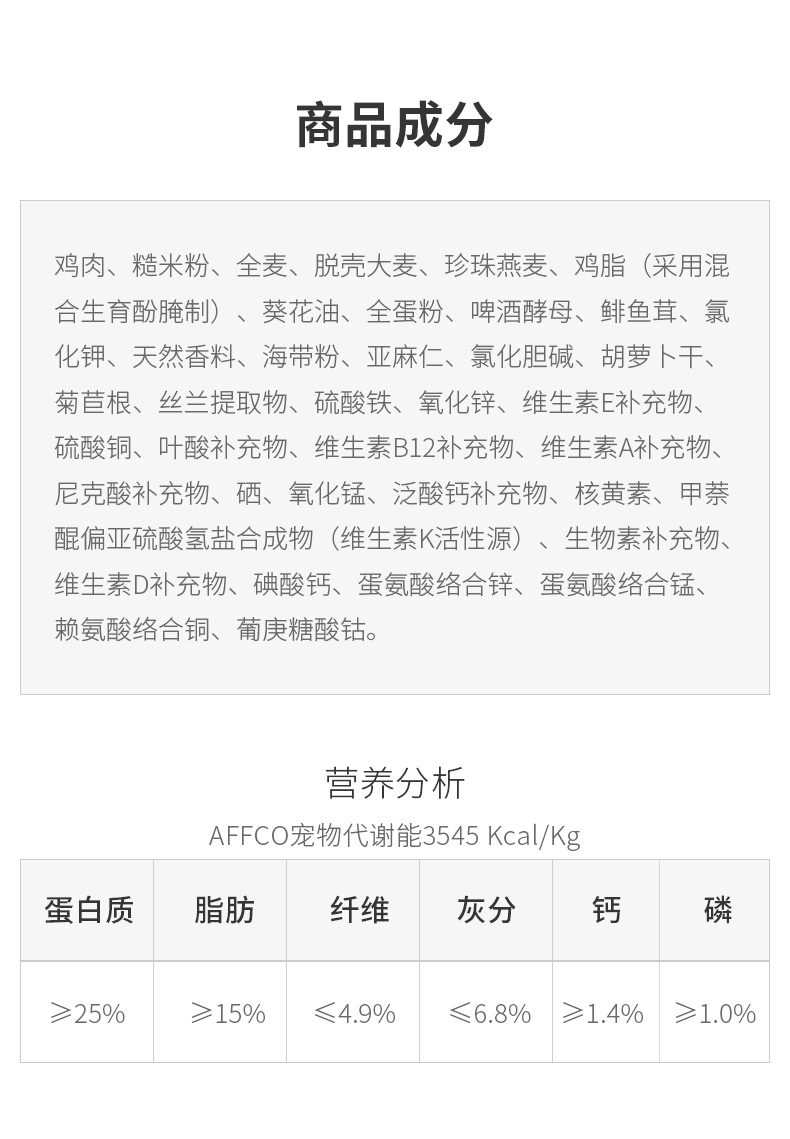 商品成分
鸡肉、糙米粉、全麦、脱壳大麦、珍珠燕麦、鸡脂（采用混
合生育酚腌制）、葵花油、全蛋粉、啤酒酵母、鲱鱼茸、氯
化钾、天然香料、海带粉、亚麻仁、氯化胆碱、胡萝卜干、
菊苣根、丝兰提取物、硫酸铁、氧化锌、维生素E补充物、
硫酸铜、叶酸补充物、维生素B12补充物、维生素A补充物、
尼克酸补充物、硒、氧化锰、泛酸钙补充物、核黄素、甲萘
醌偏亚硫酸氢盐合成物（维生素K活性源）、生物素补充物、
维生素D补充物、碘酸钙、蛋氨酸络合锌、蛋氨酸络合锰、
赖氨酸络合铜、葡庚糖酸钴。
营养分析
AFFCO宠物代谢能3545 Kcal/Kg
蛋白质 脂肪 纤维 灰分 钙 磷
⩾25% ⩾15% ⩽4.9% ⩽6.8% ⩾1.4% ⩾1.0%